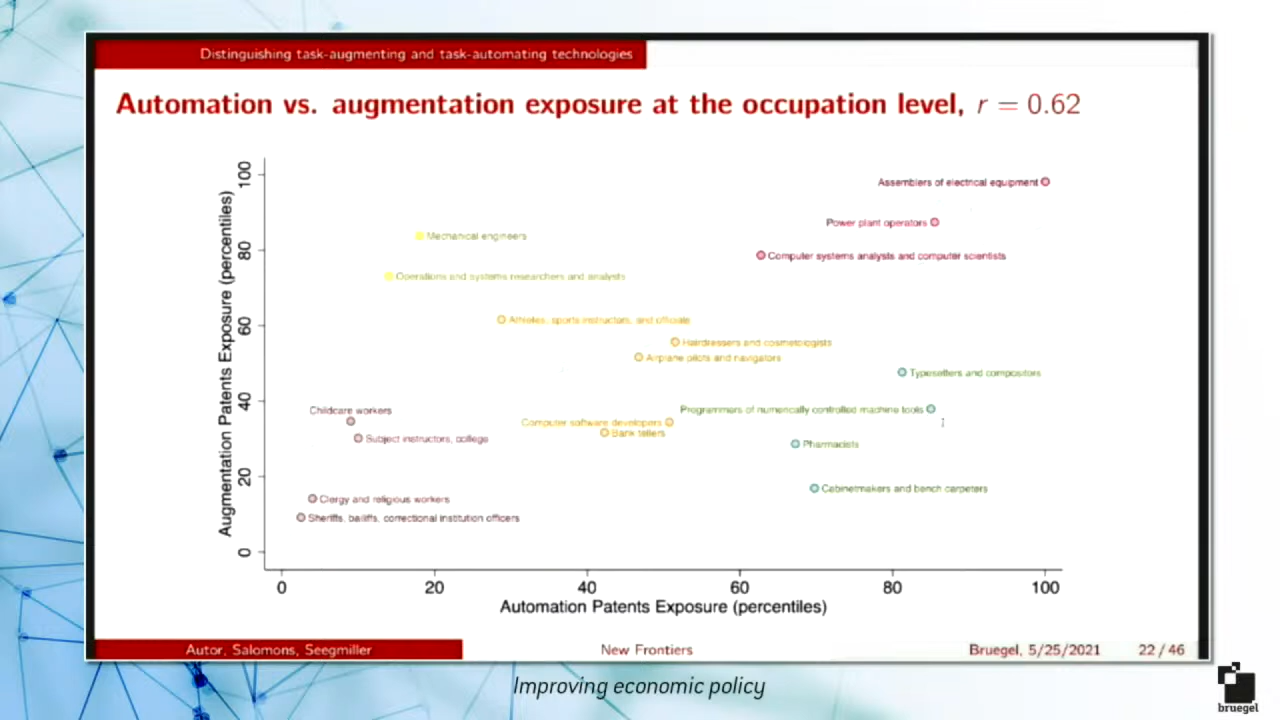 Distinguishing task-augmenting and task-automating technologies
Automation vs. augmentation exposure at the occupation level, r = 0.62
Augmentation Patents Exposure (percentiles)
100
80
60
40
20
0
Assemblers of electrical equipment
Power plant operators
Mechanical engineers
Computer systems analysts and computer scientists
Operations and systems researchers and analysts
Athletes, sports instructors, and officials
Hairdressers and cosmetologists
Airplane pilots and navigators
Typesetters and compositors
Childcare workers
Programmers of numerically controlled machine tools
Computer software developers
Bank tellers
Subject instructors, college
Pharmacists
Cabinetmakers and bench carpeters
Clergy and religious workers
Sheriffs, bailiffs, correctional institution officers
0 20 40 60 80 100
Automation Patents Exposure (percentiles)
Autor, Salomons, Seegmiller
New Frontiers
Bruegel, 5/25/2021
22 / 46
Improving economic policy
bruegel